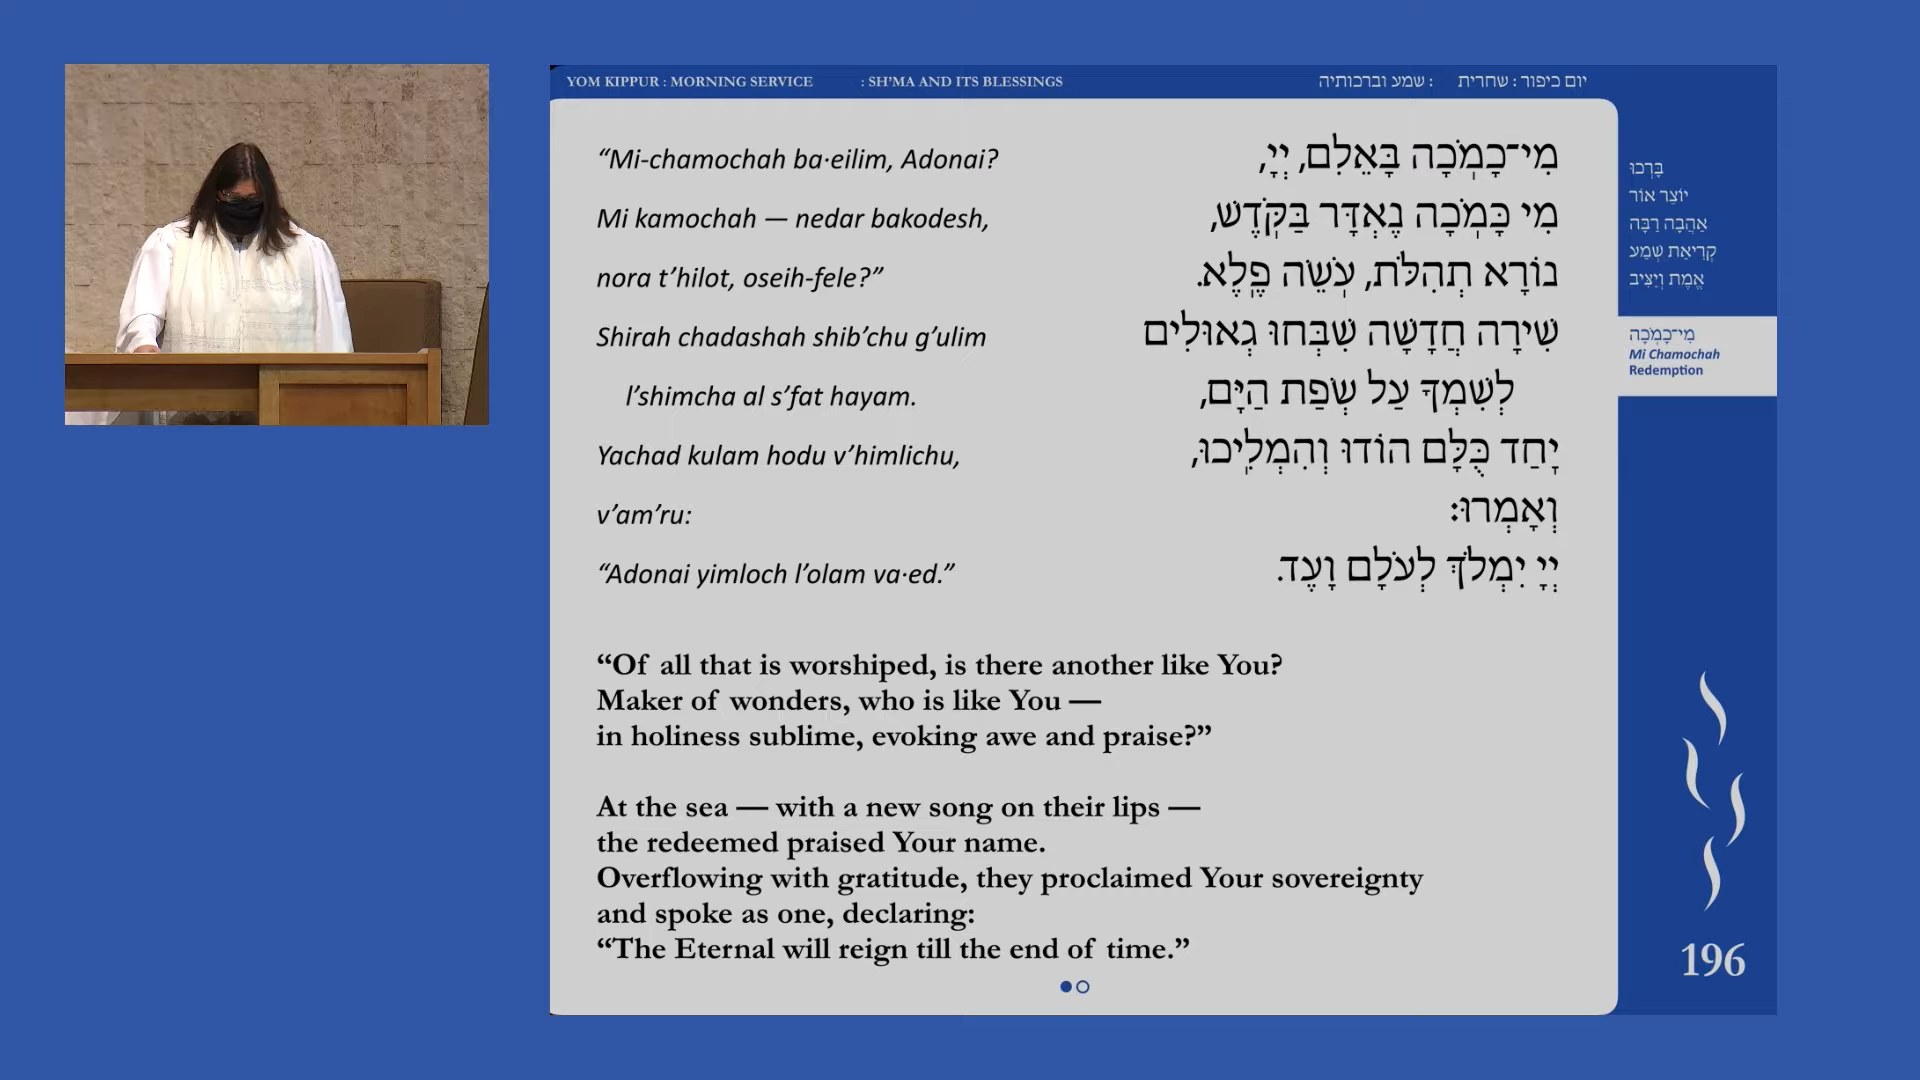 YOM KIPPUR : MORNING SERVICE : SH’MA AND ITS BLESSINGS
יום כיפור : שחרית : שמע וברכותיה
“Mi-chamochah ba·eilim, Adonai?
Mi kamochah — nedar bakodesh,
nora t’hilot, oseih-fele?”
Shirah chadashah shib’chu g’ulim
l’shimcha al s’fat hayam.
Yachad kulam hodu v’himlichu,
v’am’ru:
“Adonai yimloch l’olam va·ed.”
מִי־כָמֹֽכָה בָּאֵלִם, יְיָ,
מִי כָּמֹֽכָה נֶאְדָּר בַּקֹּֽדֶשׁ,
נוֹרָא תְהִלֹּת, עֹֽשֵׂה פֶֽלֶא.
שִׁירָה חֲדָשָׁה שִׁבְּחוּ גְאוּלִים
לְשִׁמְךָ עַל שְׂפַת הַיָּם,
יַֽחַד כֻּלָּם הוֹדוּ וְהִמְלִֽיכוּ,
וְאָמְרוּ:
יְיָ יִמְלֹךְ לְעֹלָם וָעֶד.
“Of all that is worshiped, is there another like You?
Maker of wonders, who is like You —
in holiness sublime, evoking awe and praise?”
At the sea — with a new song on their lips —
the redeemed praised Your name.
Overflowing with gratitude, they proclaimed Your sovereignty
and spoke as one, declaring:
“The Eternal will reign till the end of time.”
בָּרְכוּ
יוֹצֵר אוֹר
אַהֲבָה רַבָּה
קְרִיאַת שְׁמַע
אֱמֶת וְיַצִּיב
מִי־כָמֹֽכָה
Mi Chamochah
Redemption
196